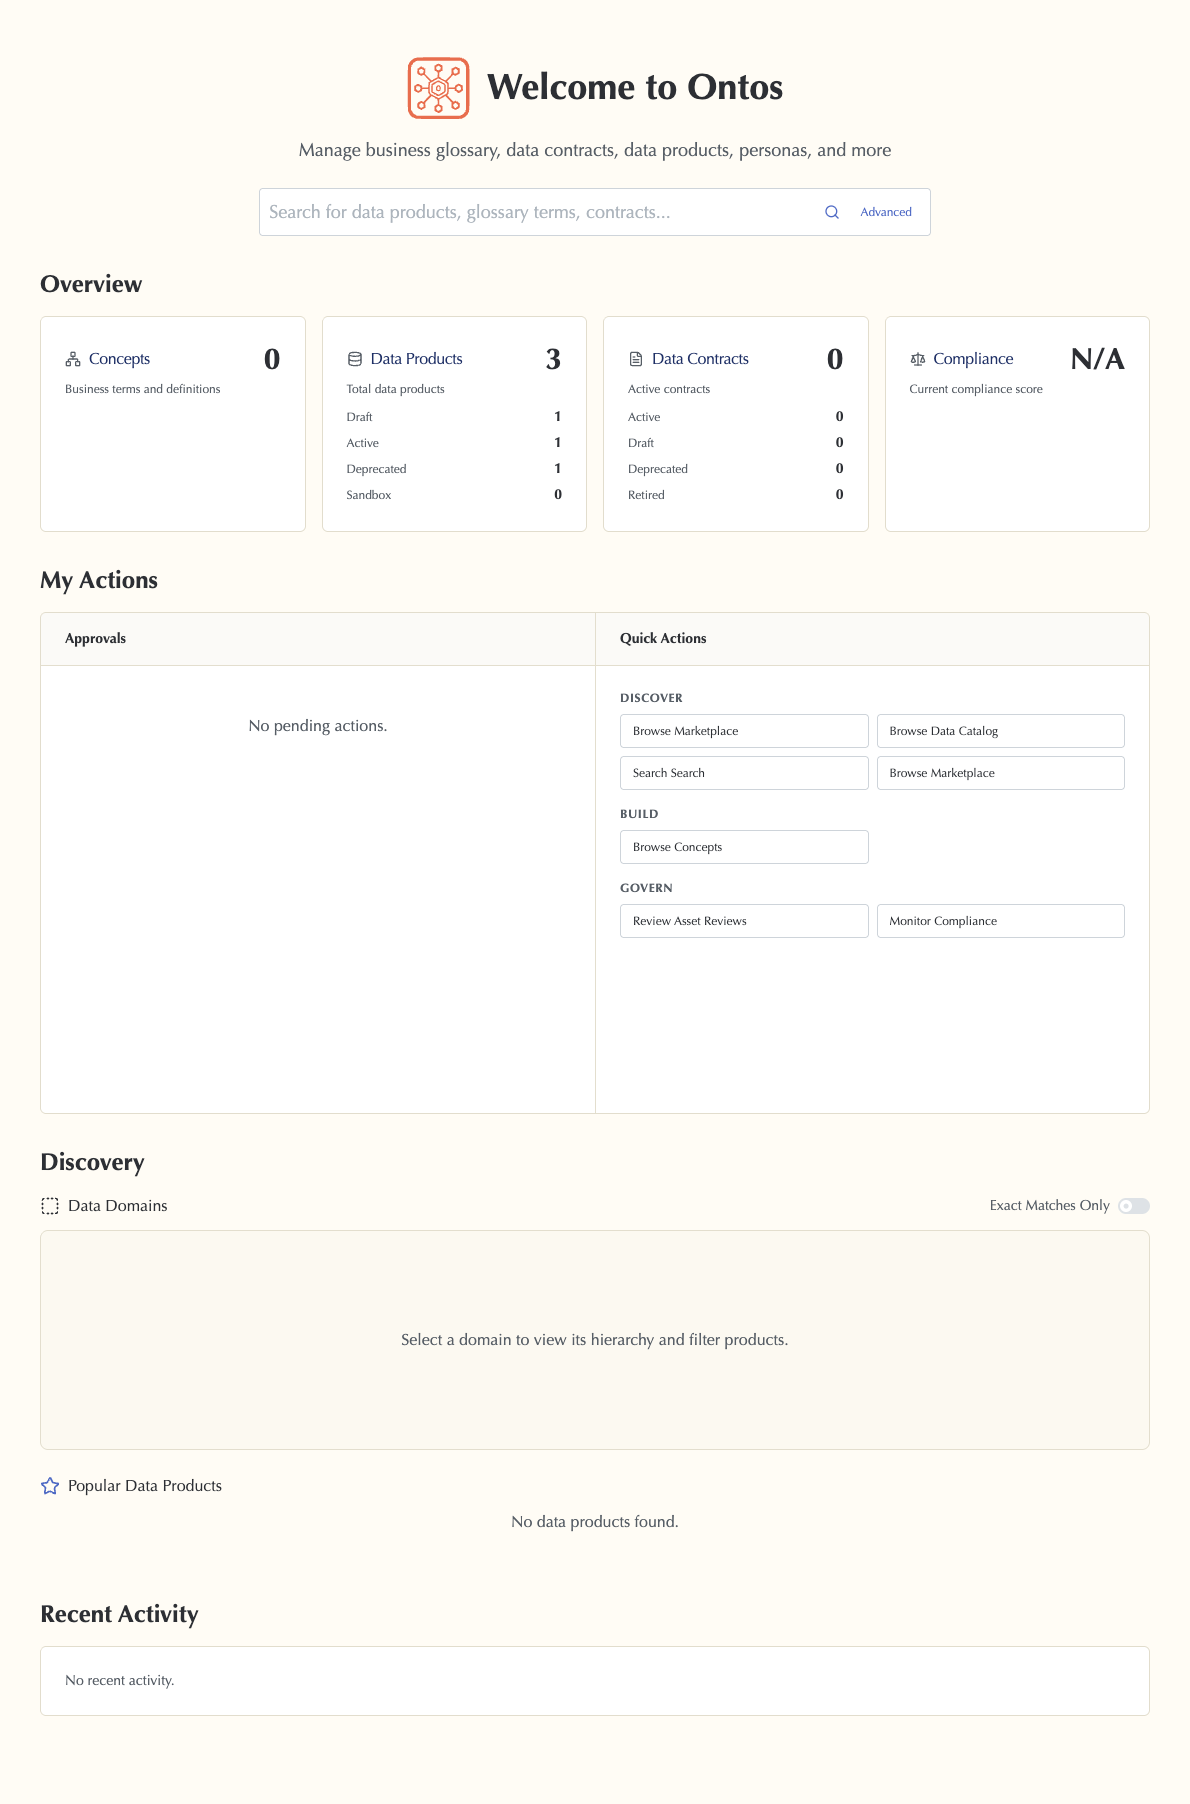 Welcome to Ontos
Manage business glossary, data contracts, data products, personas, and more
Search for data products, glossary terms, contracts...
Advanced
Overview
Concepts 0
Business terms and definitions
Data Products 3
Total data products
Draft 1
Active 1
Deprecated 1
Sandbox 0
Data Contracts 0
Active contracts
Active 0
Draft 0
Deprecated 0
Retired 0
Compliance N/A
Current compliance score
My Actions
Approvals
No pending actions.
Quick Actions
DISCOVER
Browse Marketplace
Browse Data Catalog
Search Search
Browse Marketplace
BUILD
Browse Concepts
GOVERN
Review Asset Reviews
Monitor Compliance
Discovery
Data Domains
Exact Matches Only
Select a domain to view its hierarchy and filter products.
Popular Data Products
No data products found.
Recent Activity
No recent activity.